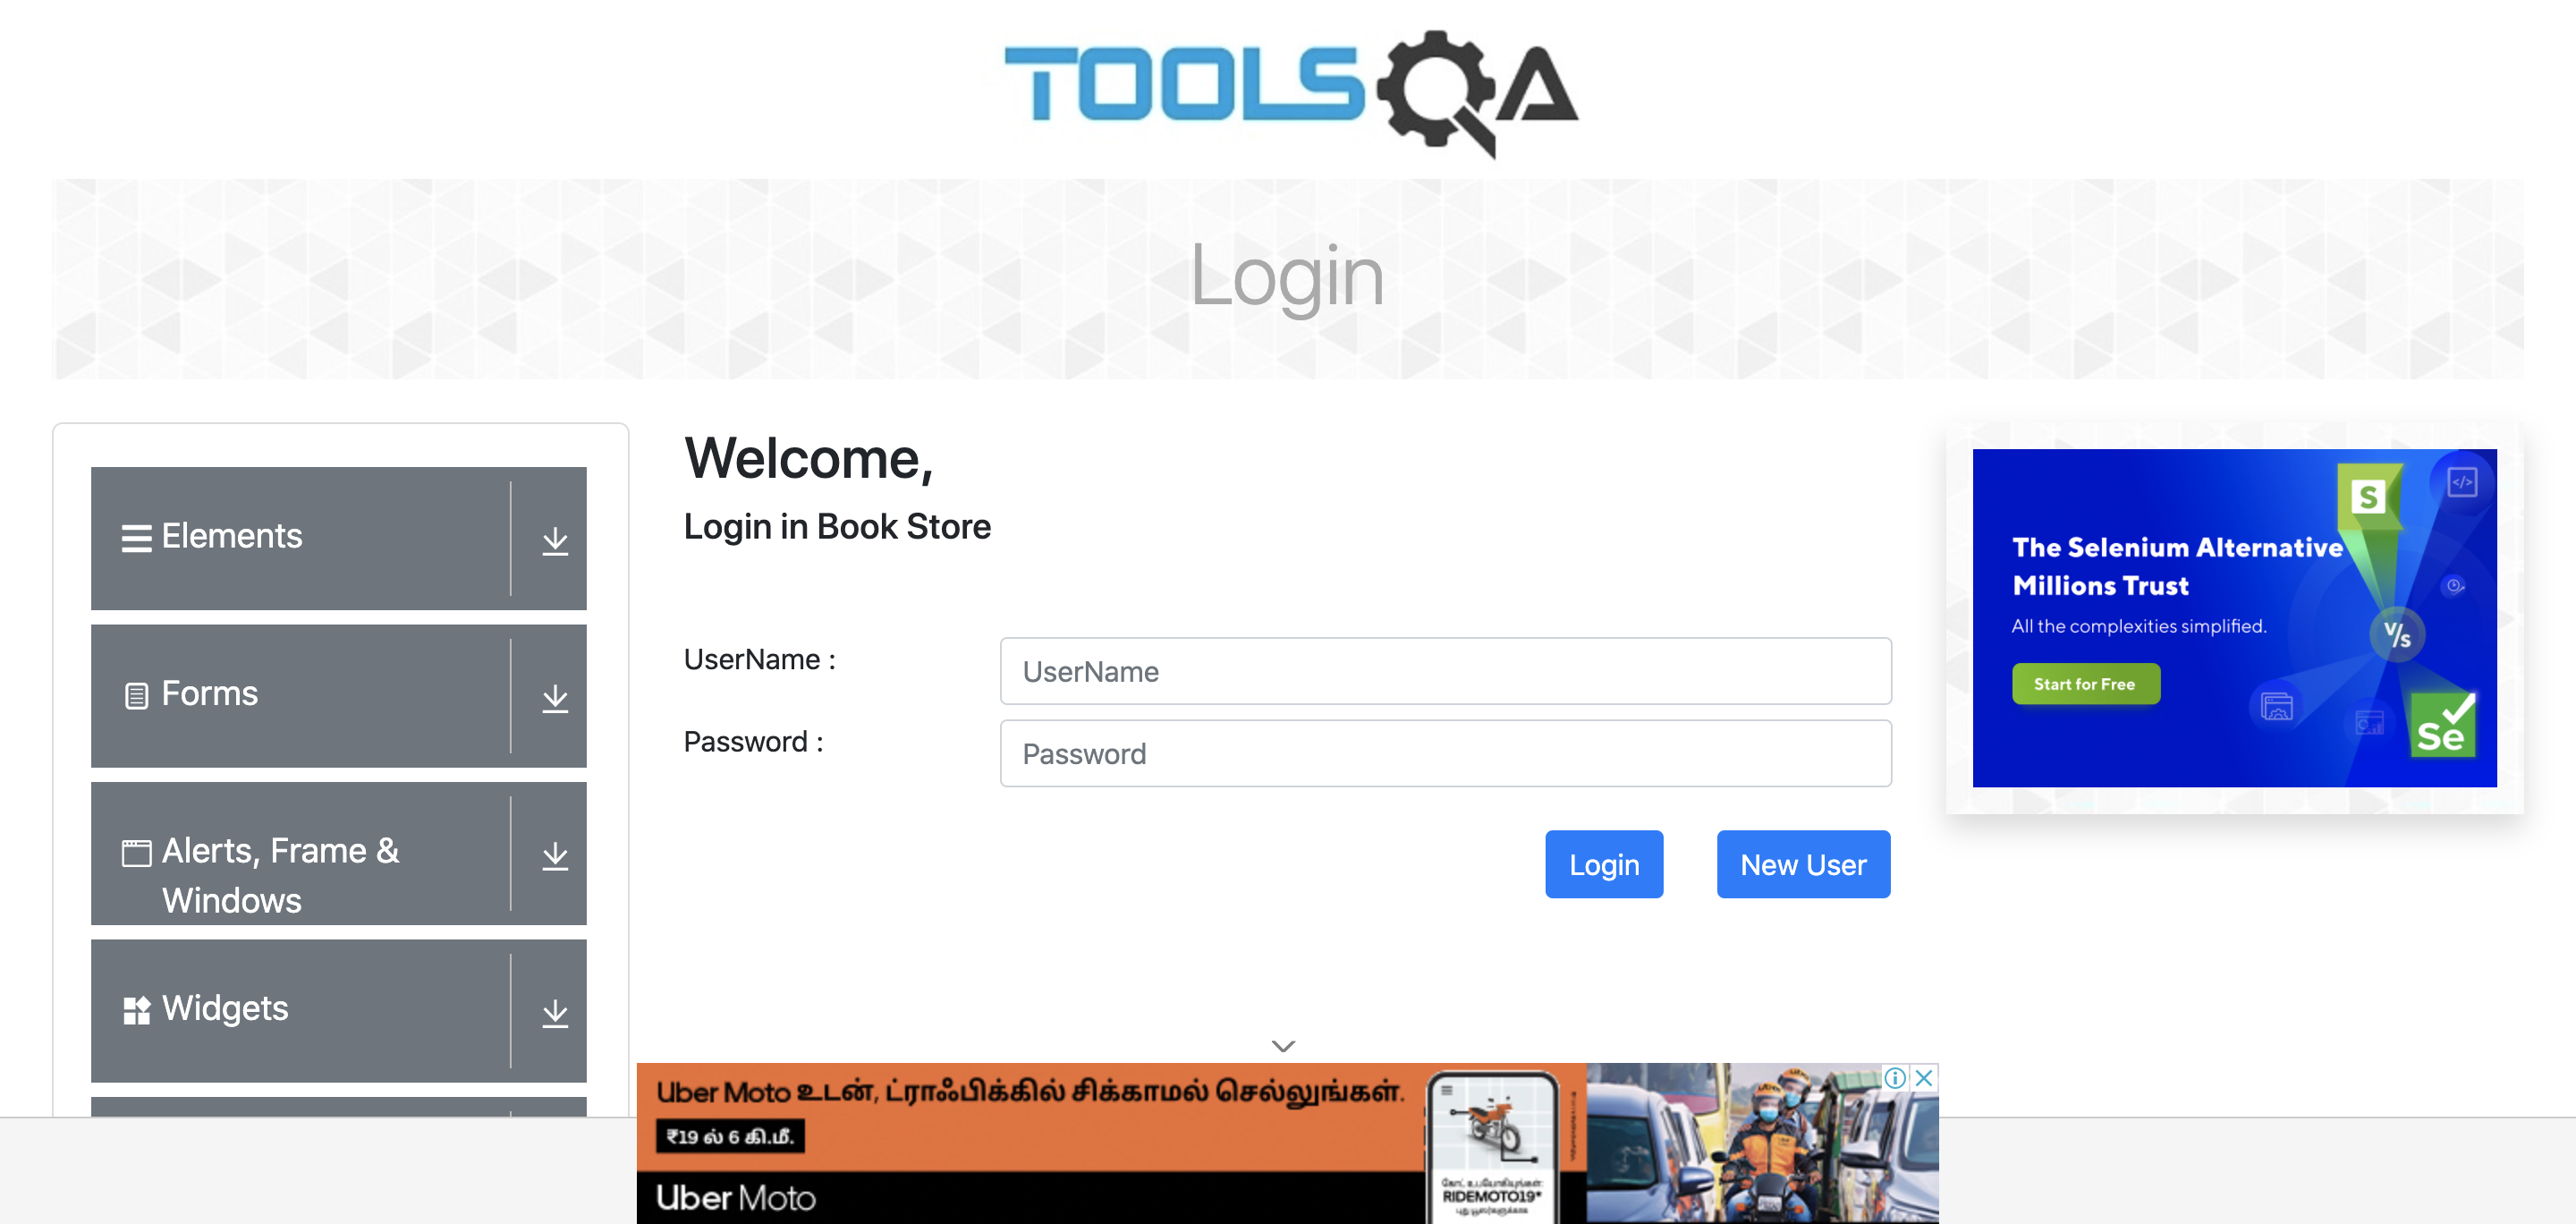 TOOLSQA
Login
Elements
Forms
Alerts, Frame &
Windows
Widgets
Welcome,
Login in Book Store
UserName :
UserName
Password :
Password
Login
New User
The Selenium Alternative
Millions Trust
All the complexities simplified.
Start for Free
S
</>
V/s
Se
Uber Moto உடன், ட்ராஃபிக்கில் சிக்காமல் செல்லுங்கள்.
₹19 ல் 6 கி.மீ.
Uber Moto
RIDEMOTO19*